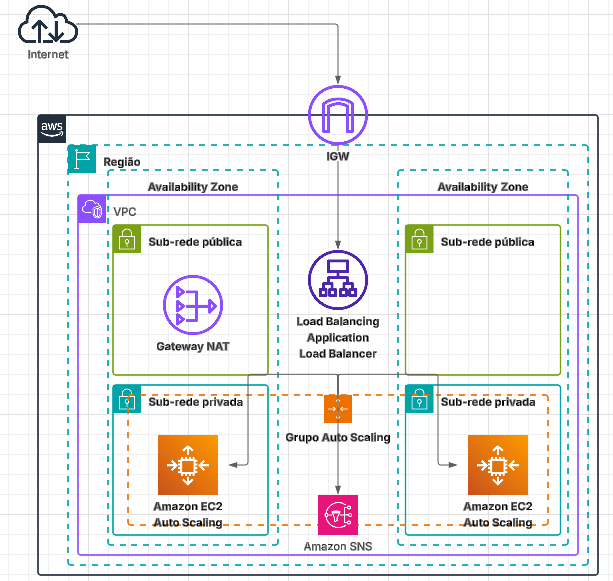 Internet
aws
IGW
Região
Availability Zone
Availability Zone
VPC
Sub-rede pública
Sub-rede pública
Gateway NAT
Load Balancing
Application
Load Balancer
Sub-rede privada
Sub-rede privada
Grupo Auto Scaling
Amazon EC2
Auto Scaling
Amazon EC2
Auto Scaling
Amazon SNS